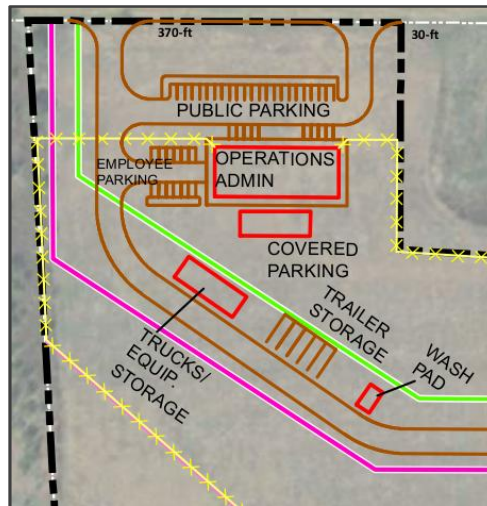 370-ft
30-ft
PUBLIC PARKING
EMPLOYEE
PARKING
OPERATIONS
ADMIN
COVERED
PARKING
TRAILER
STORAGE
TRUCKS/
EQUIP.
STORAGE
WASH
PAD